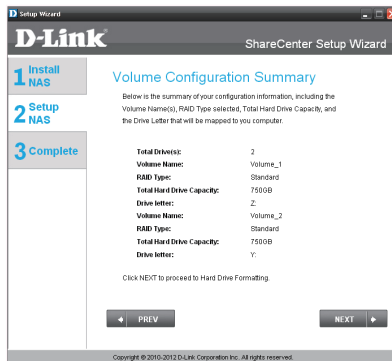 D Setup Wizard
D-Link
ShareCenter Setup Wizard
1 Install NAS
2 Setup NAS
3 Complete
Volume Configuration Summary
Below is the summary of your configuration information, including the
Volume Name(s), RAID Type selected, Total Hard Drive Capacity, and
the Drive Letter that will be mapped to you computer.
Total Drive(s): 2
Volume Name: Volume_1
RAID Type: Standard
Total Hard Drive Capacity: 750GB
Drive letter: Z:
Volume Name: Volume_2
RAID Type: Standard
Total Hard Drive Capacity: 750GB
Drive letter: Y:
Click NEXT to proceed to Hard Drive Formatting.
PREV
NEXT
Copyright © 2010-2012 D-Link Corporation Inc. All rights reserved.